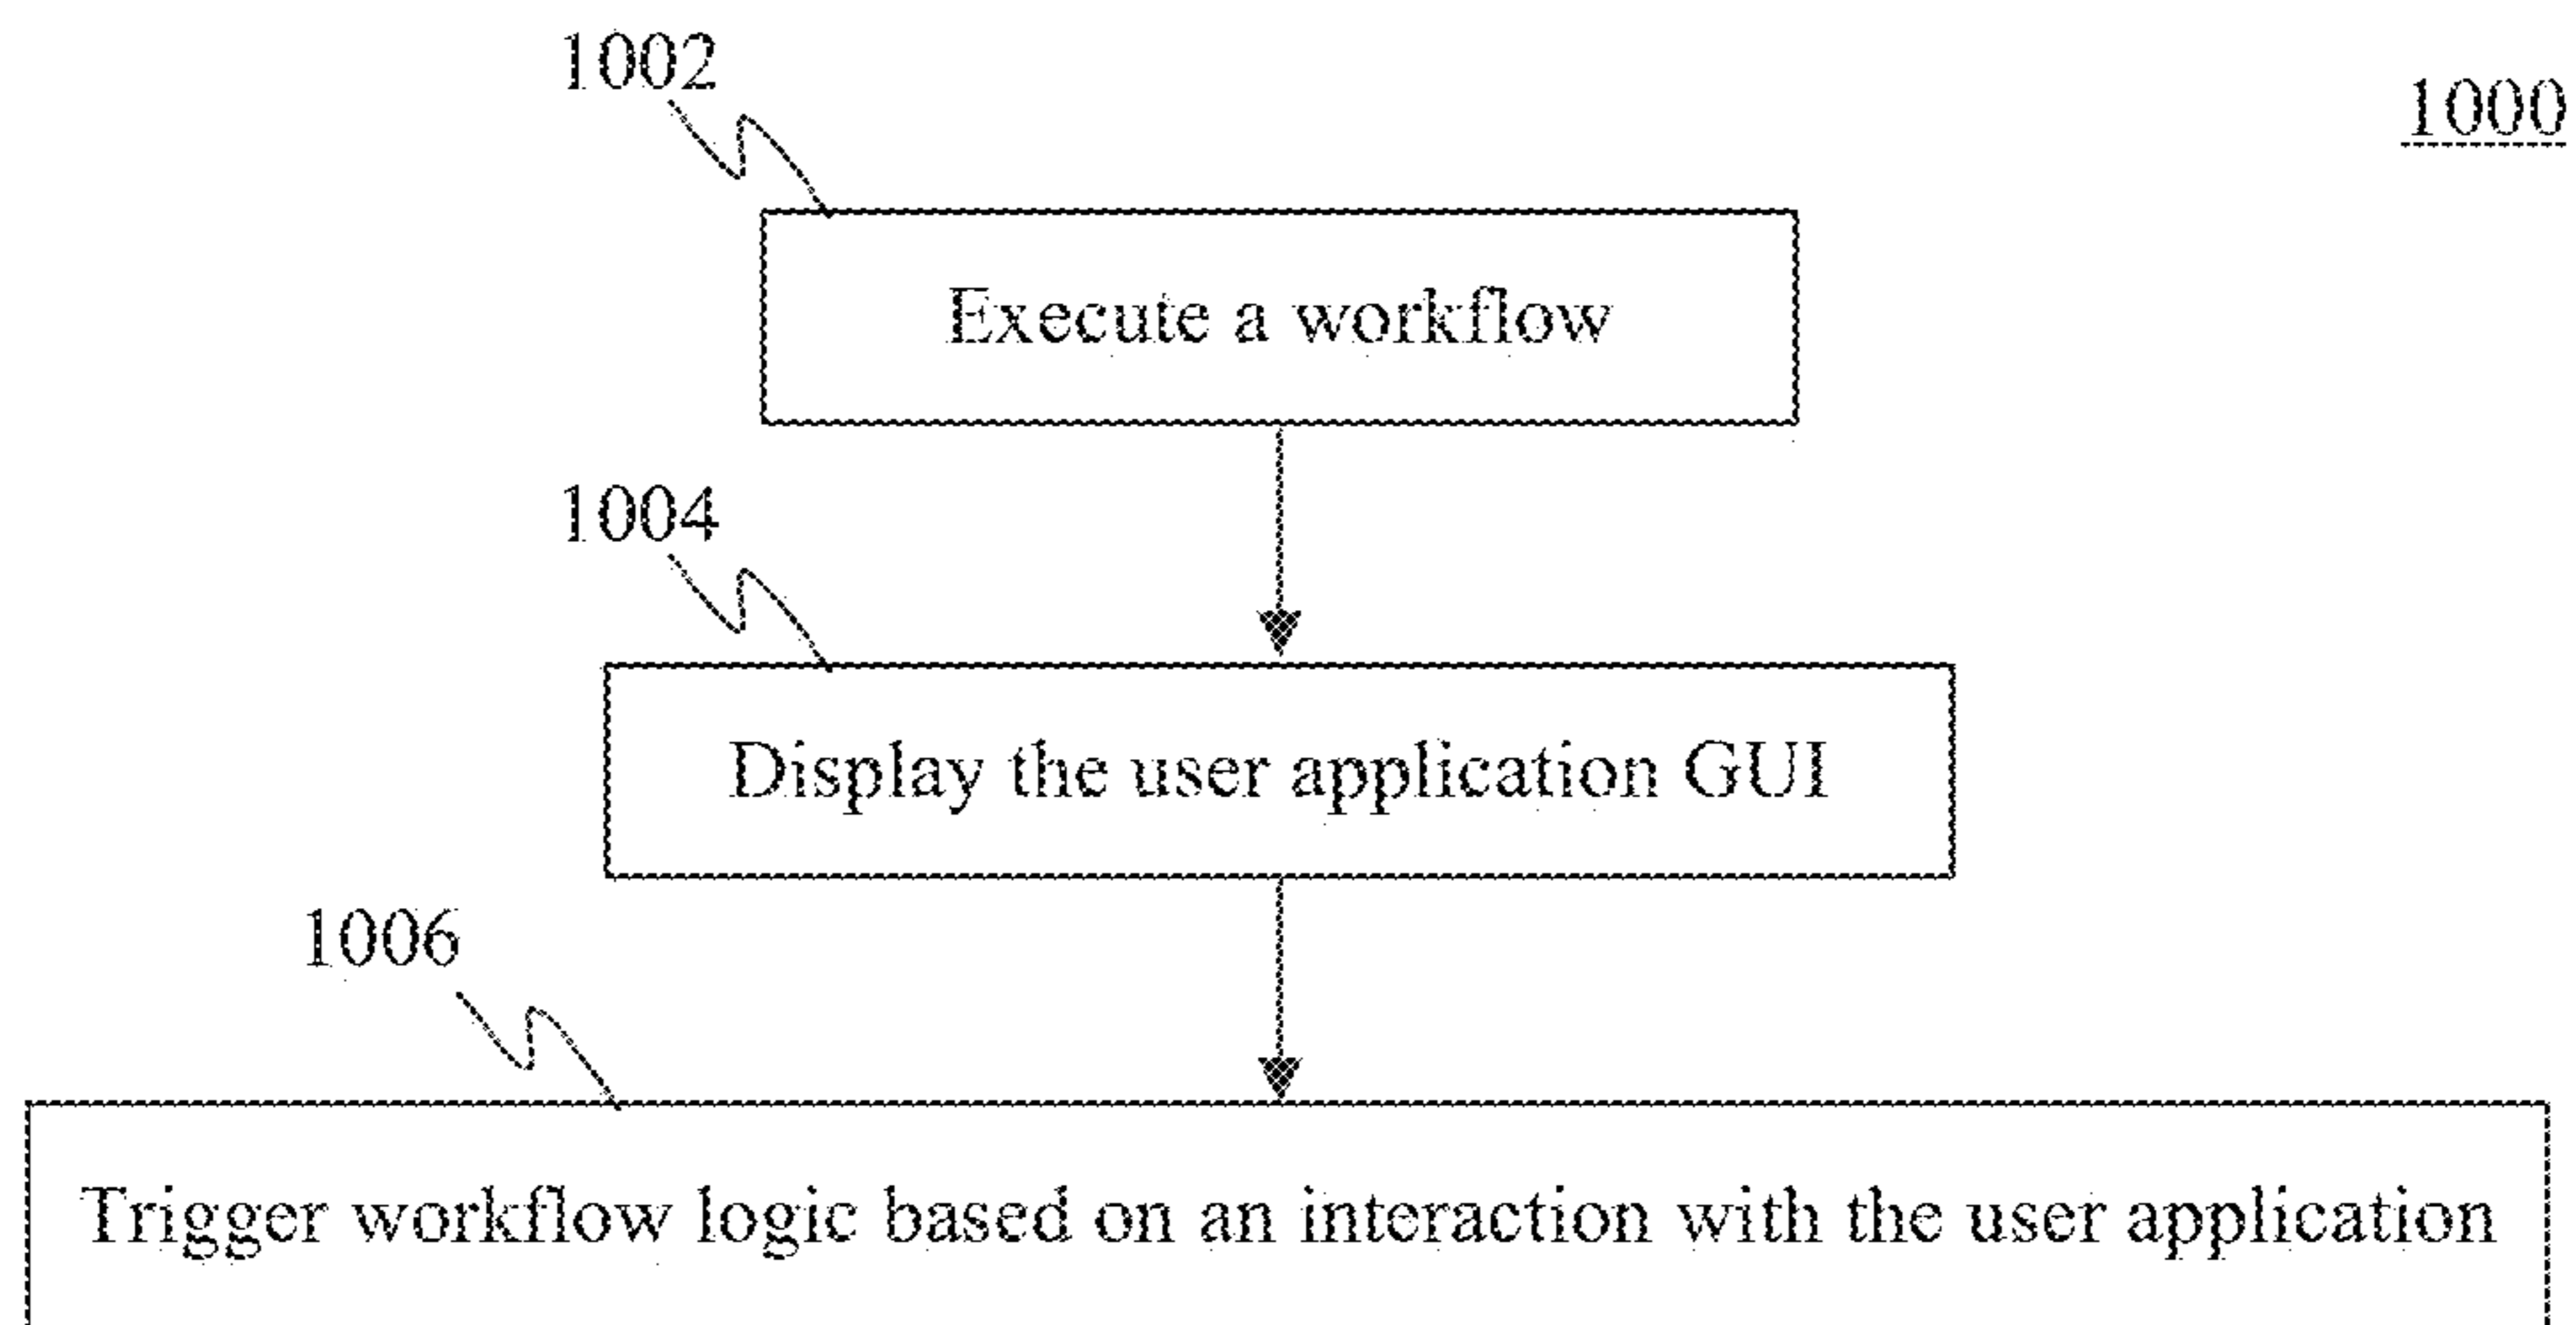 1002
1000
Execute a workflow
1004
Display the user application GUI
1006
Trigger workflow logic based on an interaction with the user application